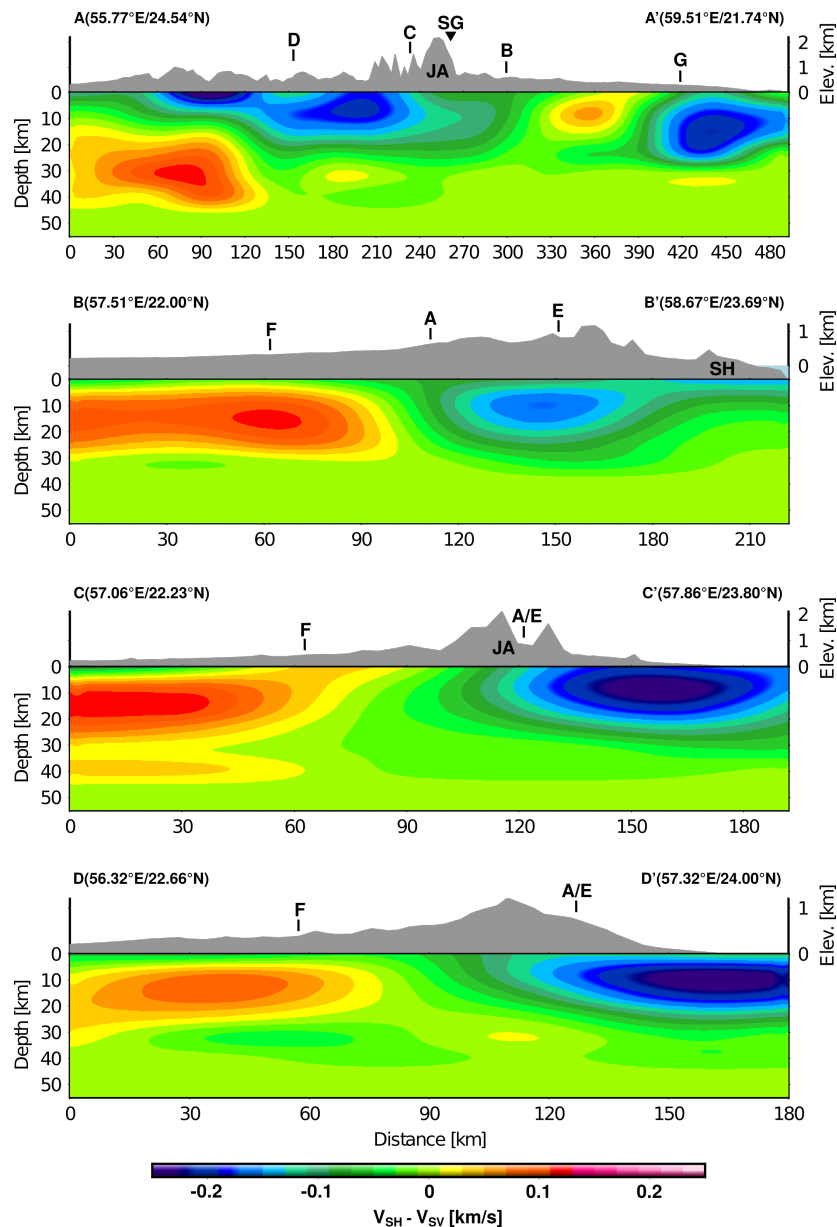 A(55.77°E/24.54°N) A'(59.51°E/21.74°N)
D C SG B G
JA
2
1
0
Elev. [km]
0
10
20
30
40
50
Depth [km]
0 30 60 90 120 150 180 210 240 270 300 330 360 390 420 450 480
B(57.51°E/22.00°N) B'(58.67°E/23.69°N)
F A E
SH
1
0
Elev. [km]
0
10
20
30
40
50
Depth [km]
0 30 60 90 120 150 180 210
C(57.06°E/22.23°N) C'(57.86°E/23.80°N)
F A/E
JA
2
1
0
Elev. [km]
0
10
20
30
40
50
Depth [km]
0 30 60 90 120 150 180
D(56.32°E/22.66°N) D'(57.32°E/24.00°N)
F A/E
1
0
Elev. [km]
0
10
20
30
40
50
Depth [km]
0 30 60 90 120 150 180
Distance [km]
-0.2 -0.1 0 0.1 0.2
VSH - VSV [km/s]